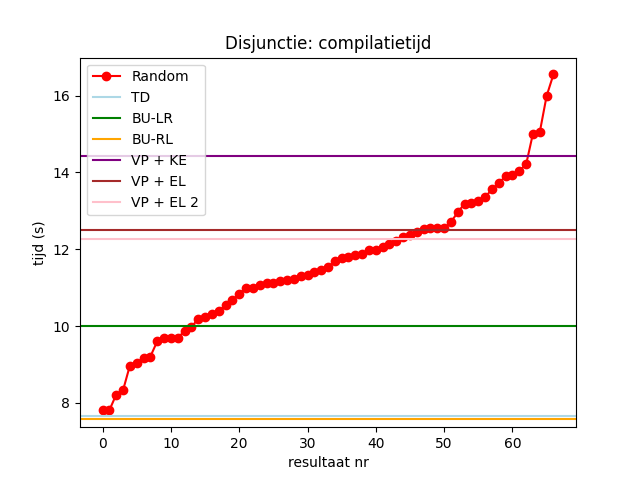 Disjunctie: compilatietijd
Random
TD
BU-LR
BU-RL
VP + KE
VP + EL
VP + EL 2
tijd (s)
16
14
12
10
8
0 10 20 30 40 50 60
resultaat nr